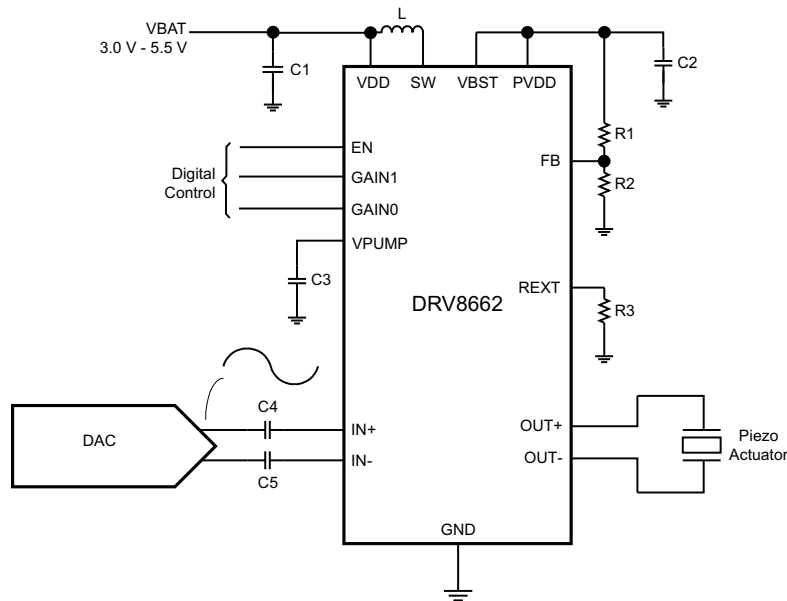 VBAT
3.0 V - 5.5 V
L
C1
C2
VDD
SW
VBST
PVDD
R1
EN
FB
Digital
Control
GAIN1
R2
GAIN0
VPUMP
C3
REXT
DRV8662
R3
C4
DAC
IN+
OUT+
Piezo
Actuator
IN-
OUT-
C5
GND